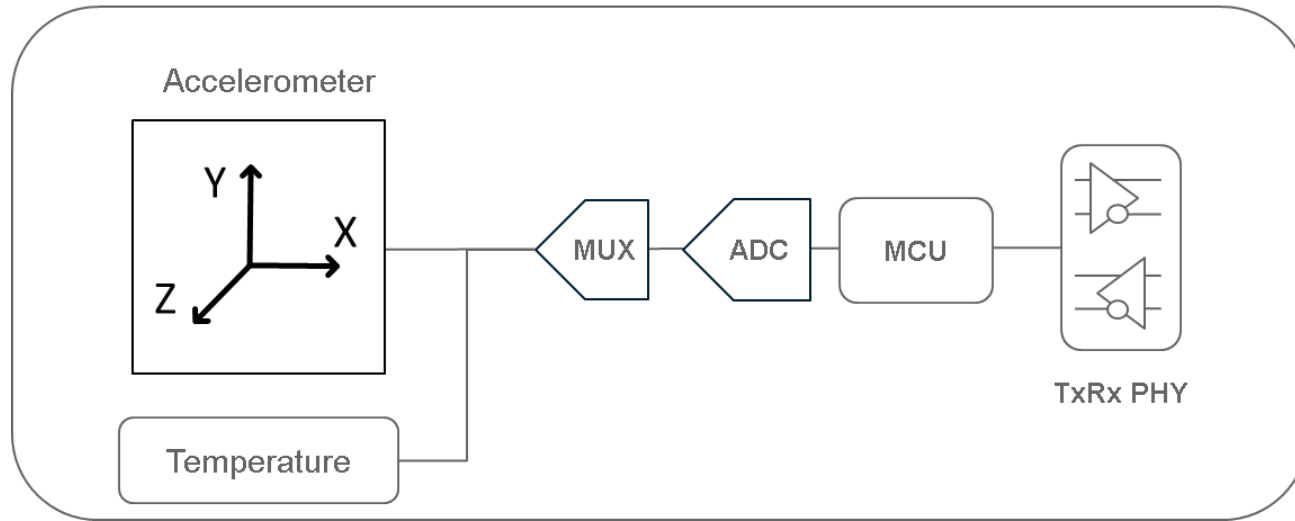 Accelerometer
Y
X
Z
MUX
ADC
MCU
TxRx PHY
Temperature